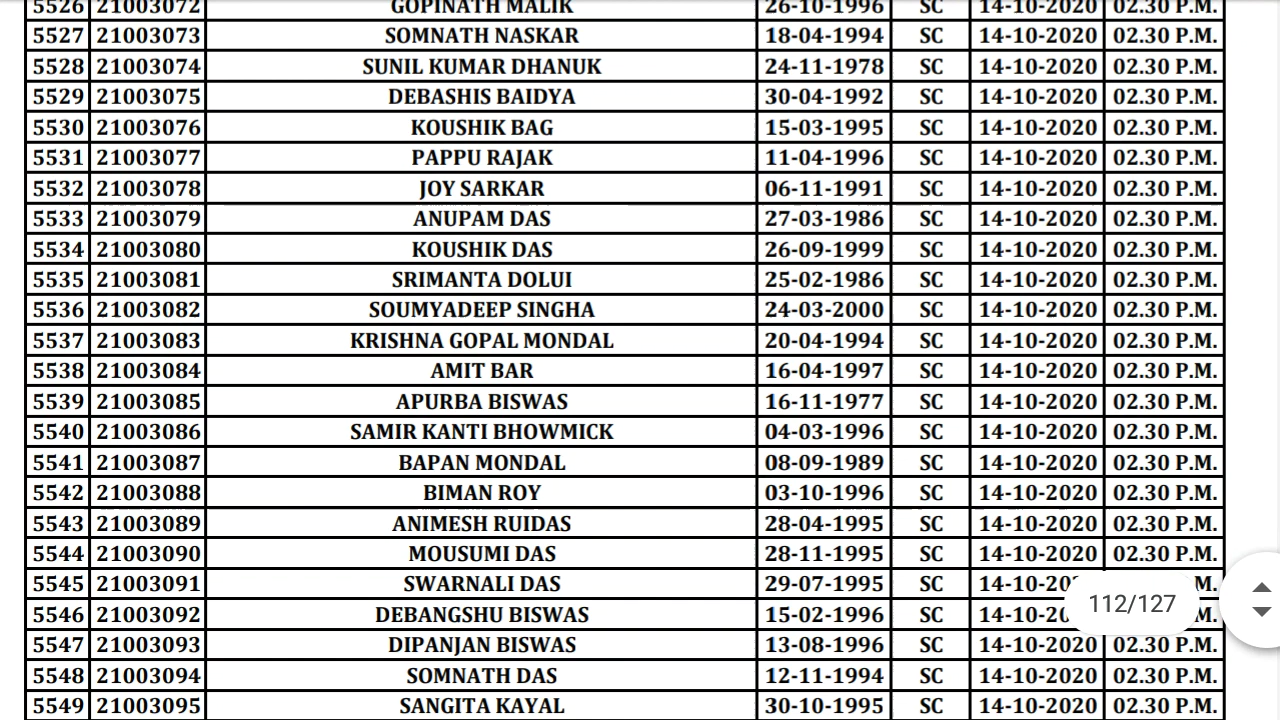 5526 21003072 GOPINATH MALIK 26-10-1996 SC 14-10-2020 02.30 P.M.
5527 21003073 SOMNATH NASKAR 18-04-1994 SC 14-10-2020 02.30 P.M.
5528 21003074 SUNIL KUMAR DHANUK 24-11-1978 SC 14-10-2020 02.30 P.M.
5529 21003075 DEBASHIS BAIDYA 30-04-1992 SC 14-10-2020 02.30 P.M.
5530 21003076 KOUSHIK BAG 15-03-1995 SC 14-10-2020 02.30 P.M.
5531 21003077 PAPPU RAJAK 11-04-1996 SC 14-10-2020 02.30 P.M.
5532 21003078 JOY SARKAR 06-11-1991 SC 14-10-2020 02.30 P.M.
5533 21003079 ANUPAM DAS 27-03-1986 SC 14-10-2020 02.30 P.M.
5534 21003080 KOUSHIK DAS 26-09-1999 SC 14-10-2020 02.30 P.M.
5535 21003081 SRIMANTA DOLUI 25-02-1986 SC 14-10-2020 02.30 P.M.
5536 21003082 SOUMYADEEP SINGHA 24-03-2000 SC 14-10-2020 02.30 P.M.
5537 21003083 KRISHNA GOPAL MONDAL 20-04-1994 SC 14-10-2020 02.30 P.M.
5538 21003084 AMIT BAR 16-04-1997 SC 14-10-2020 02.30 P.M.
5539 21003085 APURBA BISWAS 16-11-1977 SC 14-10-2020 02.30 P.M.
5540 21003086 SAMIR KANTI BHOWMICK 04-03-1996 SC 14-10-2020 02.30 P.M.
5541 21003087 BAPAN MONDAL 08-09-1989 SC 14-10-2020 02.30 P.M.
5542 21003088 BIMAN ROY 03-10-1996 SC 14-10-2020 02.30 P.M.
5543 21003089 ANIMESH RUIDAS 28-04-1995 SC 14-10-2020 02.30 P.M.
5544 21003090 MOUSUMI DAS 28-11-1995 SC 14-10-2020 02.30 P.M.
5545 21003091 SWARNALI DAS 29-07-1995 SC 14-10-20 M.
112/127
5546 21003092 DEBANGSHU BISWAS 15-02-1996 SC 14-10-20 M.
5547 21003093 DIPANJAN BISWAS 13-08-1996 SC 14-10-2020 02.30 P.M.
5548 21003094 SOMNATH DAS 12-11-1994 SC 14-10-2020 02.30 P.M.
5549 21003095 SANGITA KAYAL 30-10-1995 SC 14-10-2020 02.30 P.M.